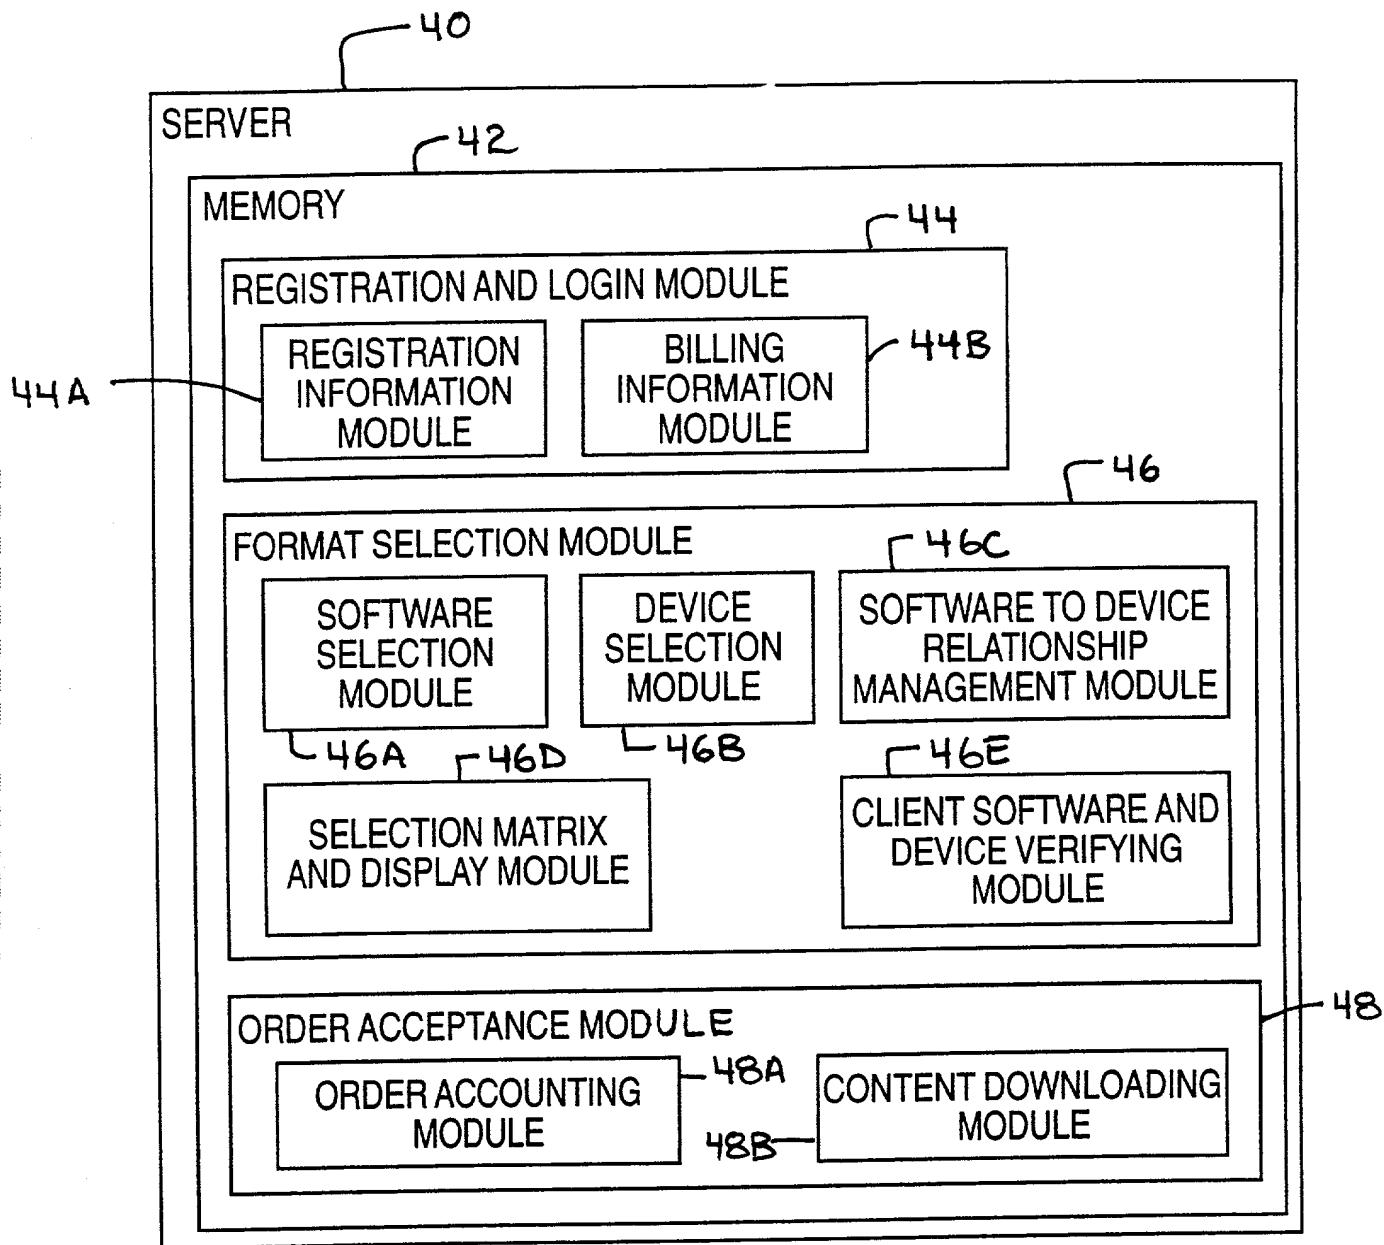 40
SERVER
42
MEMORY
44
REGISTRATION AND LOGIN MODULE
44A
REGISTRATION
INFORMATION
MODULE
BILLING
INFORMATION
MODULE
44B
46
FORMAT SELECTION MODULE
SOFTWARE
SELECTION
MODULE
46A
DEVICE
SELECTION
MODULE
46B
46C
SOFTWARE TO DEVICE
RELATIONSHIP
MANAGEMENT MODULE
46D
SELECTION MATRIX
AND DISPLAY MODULE
46E
CLIENT SOFTWARE AND
DEVICE VERIFYING
MODULE
48
ORDER ACCEPTANCE MODULE
ORDER ACCOUNTING
MODULE
48A
48B
CONTENT DOWNLOADING
MODULE